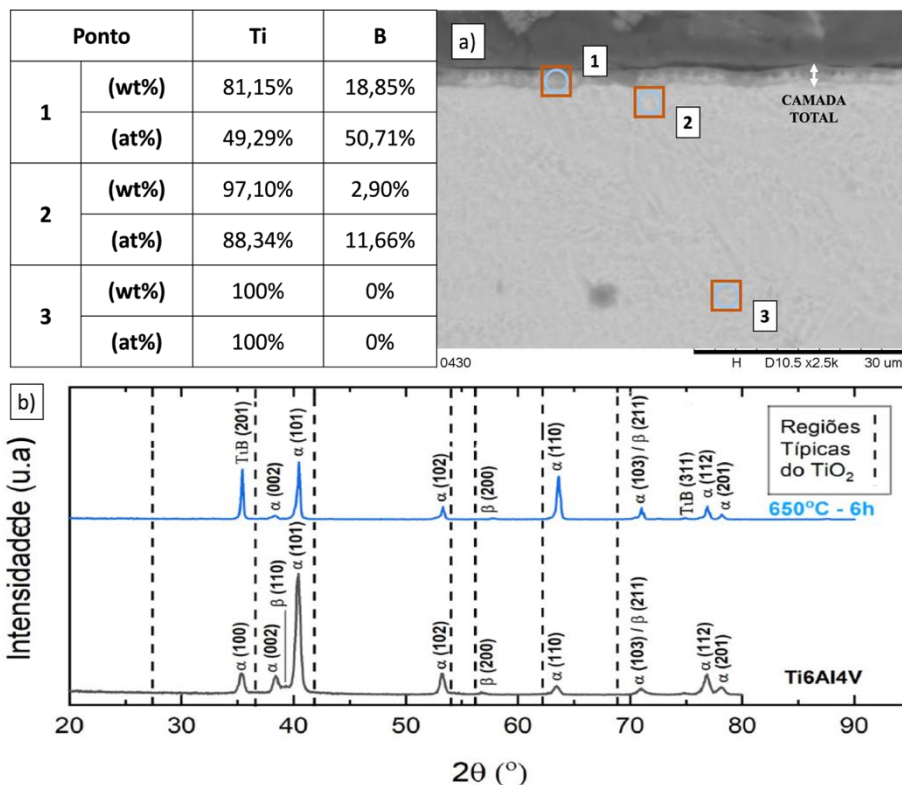 Ponto Ti B
1 (wt%) 81,15% 18,85%
(at%) 49,29% 50,71%
2 (wt%) 97,10% 2,90%
(at%) 88,34% 11,66%
3 (wt%) 100% 0%
(at%) 100% 0%
a)
1
2
3
CAMADA
TOTAL
0430 H D10.5 x2.5k 30 um
b)
Intensidade (u.a)
TiB (201)
α (002)
α (101)
α (102)
β (200)
α (110)
α (103) / β (211)
TiB (311)
α (112)
α (201)
Regiões
Típicas
do TiO₂
650°C - 6h
α (100)
α (002)
β (110)
α (101)
α (102)
β (200)
α (110)
α (103) / β (211)
α (112)
α (201)
Ti6Al4V
20 30 40 50 60 70 80 90
2θ (°)